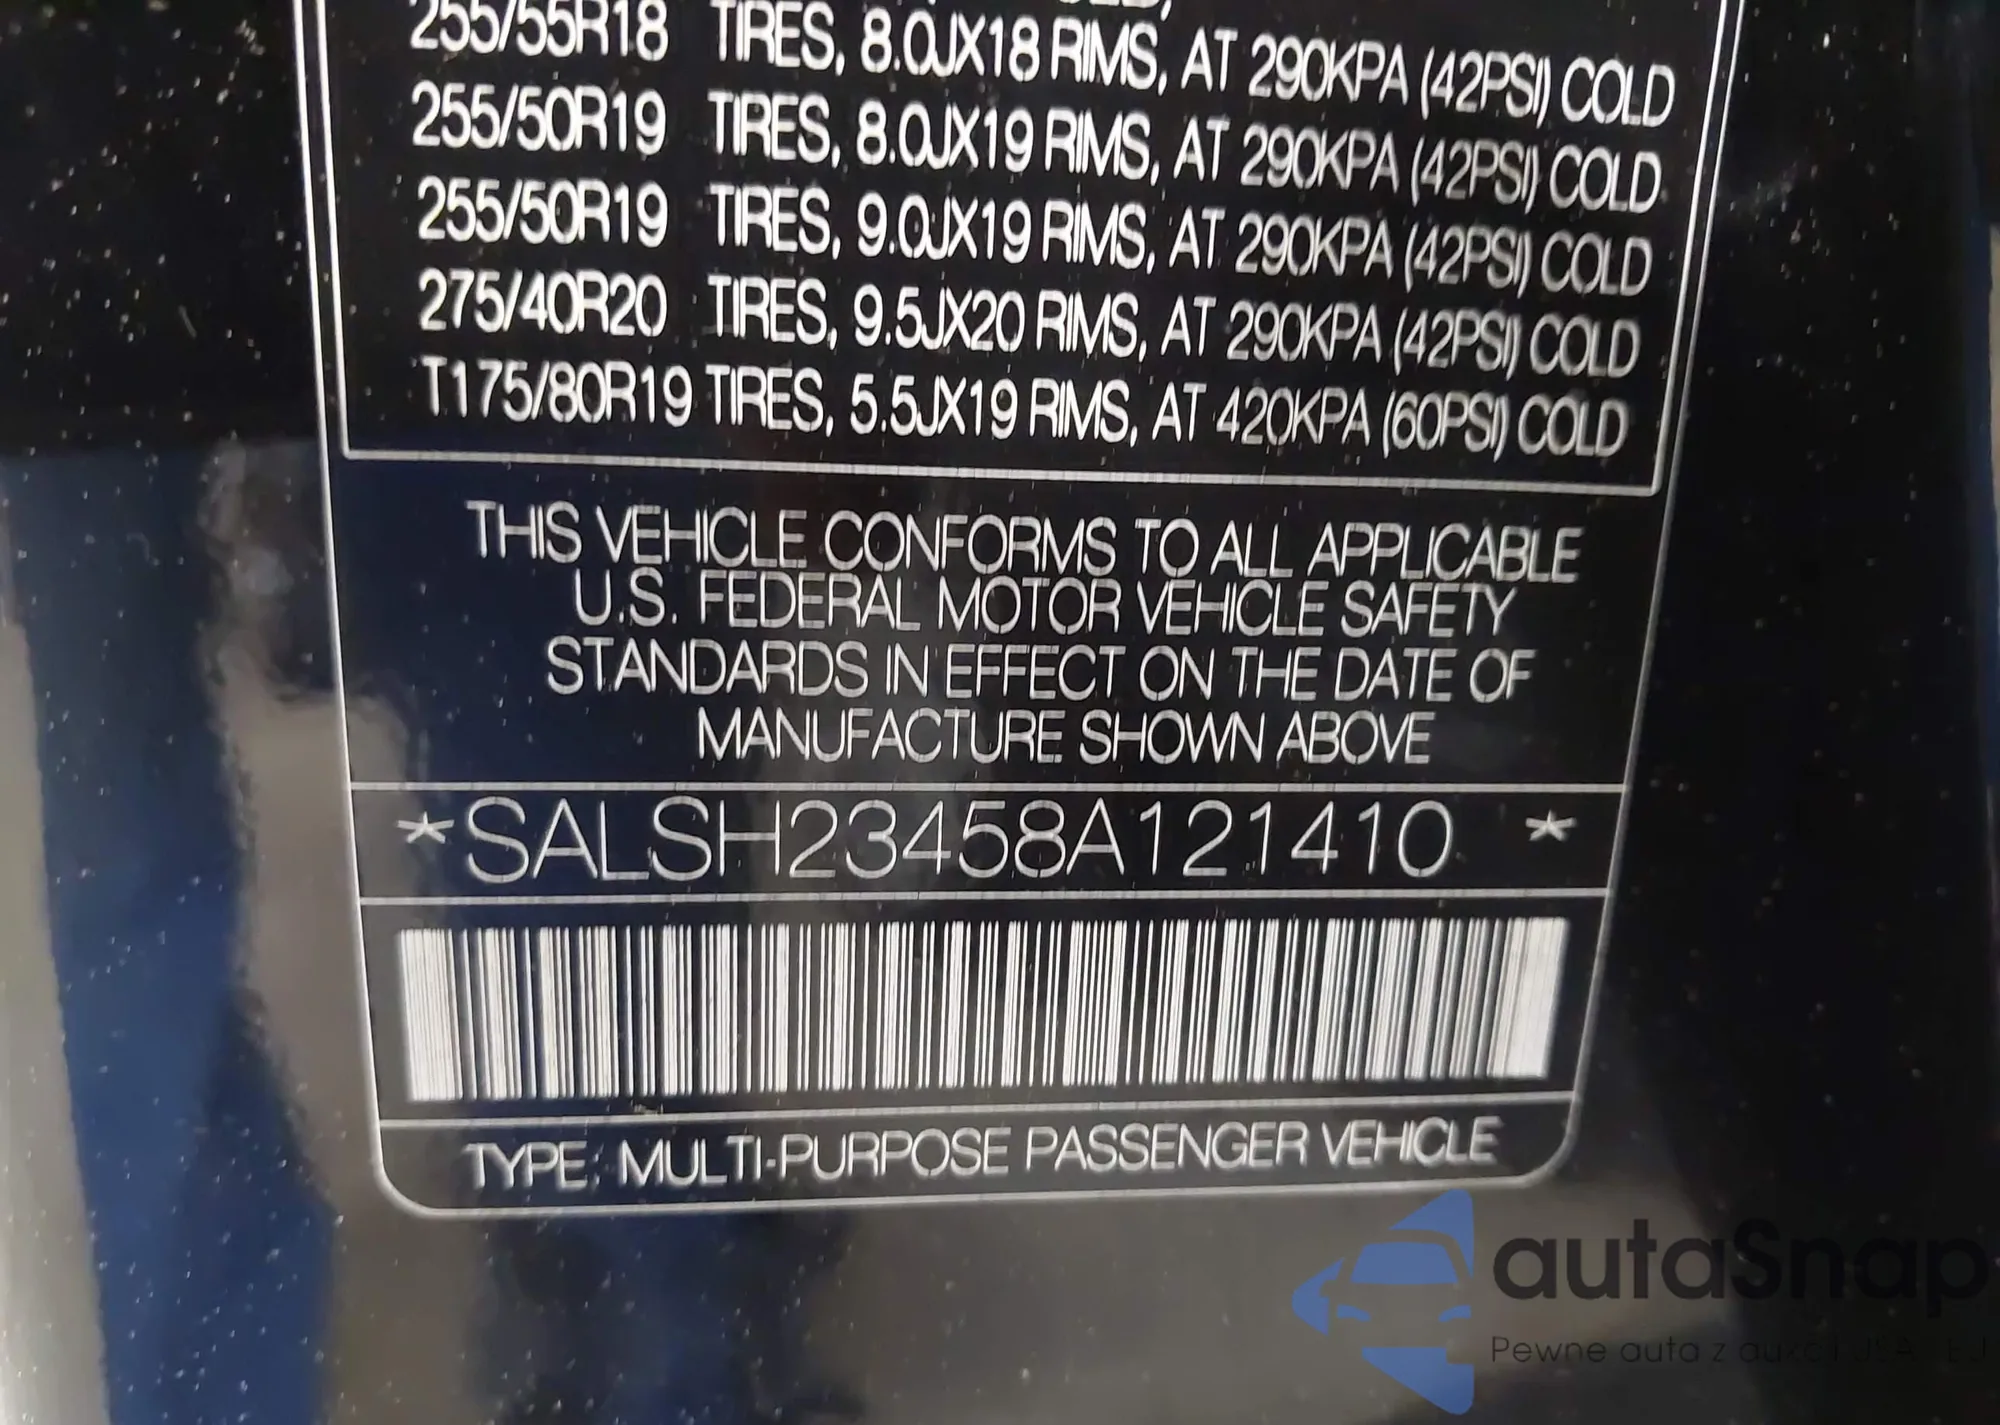 255/55R18 TIRES, 8.0JX18 RIMS, AT 290KPA (42PSI) COLD
255/50R19 TIRES, 8.0JX19 RIMS, AT 290KPA (42PSI) COLD
255/50R19 TIRES, 9.0JX19 RIMS, AT 290KPA (42PSI) COLD
275/40R20 TIRES, 9.5JX20 RIMS, AT 290KPA (42PSI) COLD
T175/80R19 TIRES, 5.5JX19 RIMS, AT 420KPA (60PSI) COLD
THIS VEHICLE CONFORMS TO ALL APPLICABLE
U.S. FEDERAL MOTOR VEHICLE SAFETY
STANDARDS IN EFFECT ON THE DATE OF
MANUFACTURE SHOWN ABOVE
*SALSH23458A121410 *
TYPE: MULTI-PURPOSE PASSENGER VEHICLE
autaSnap
Pewne auta z aukcji